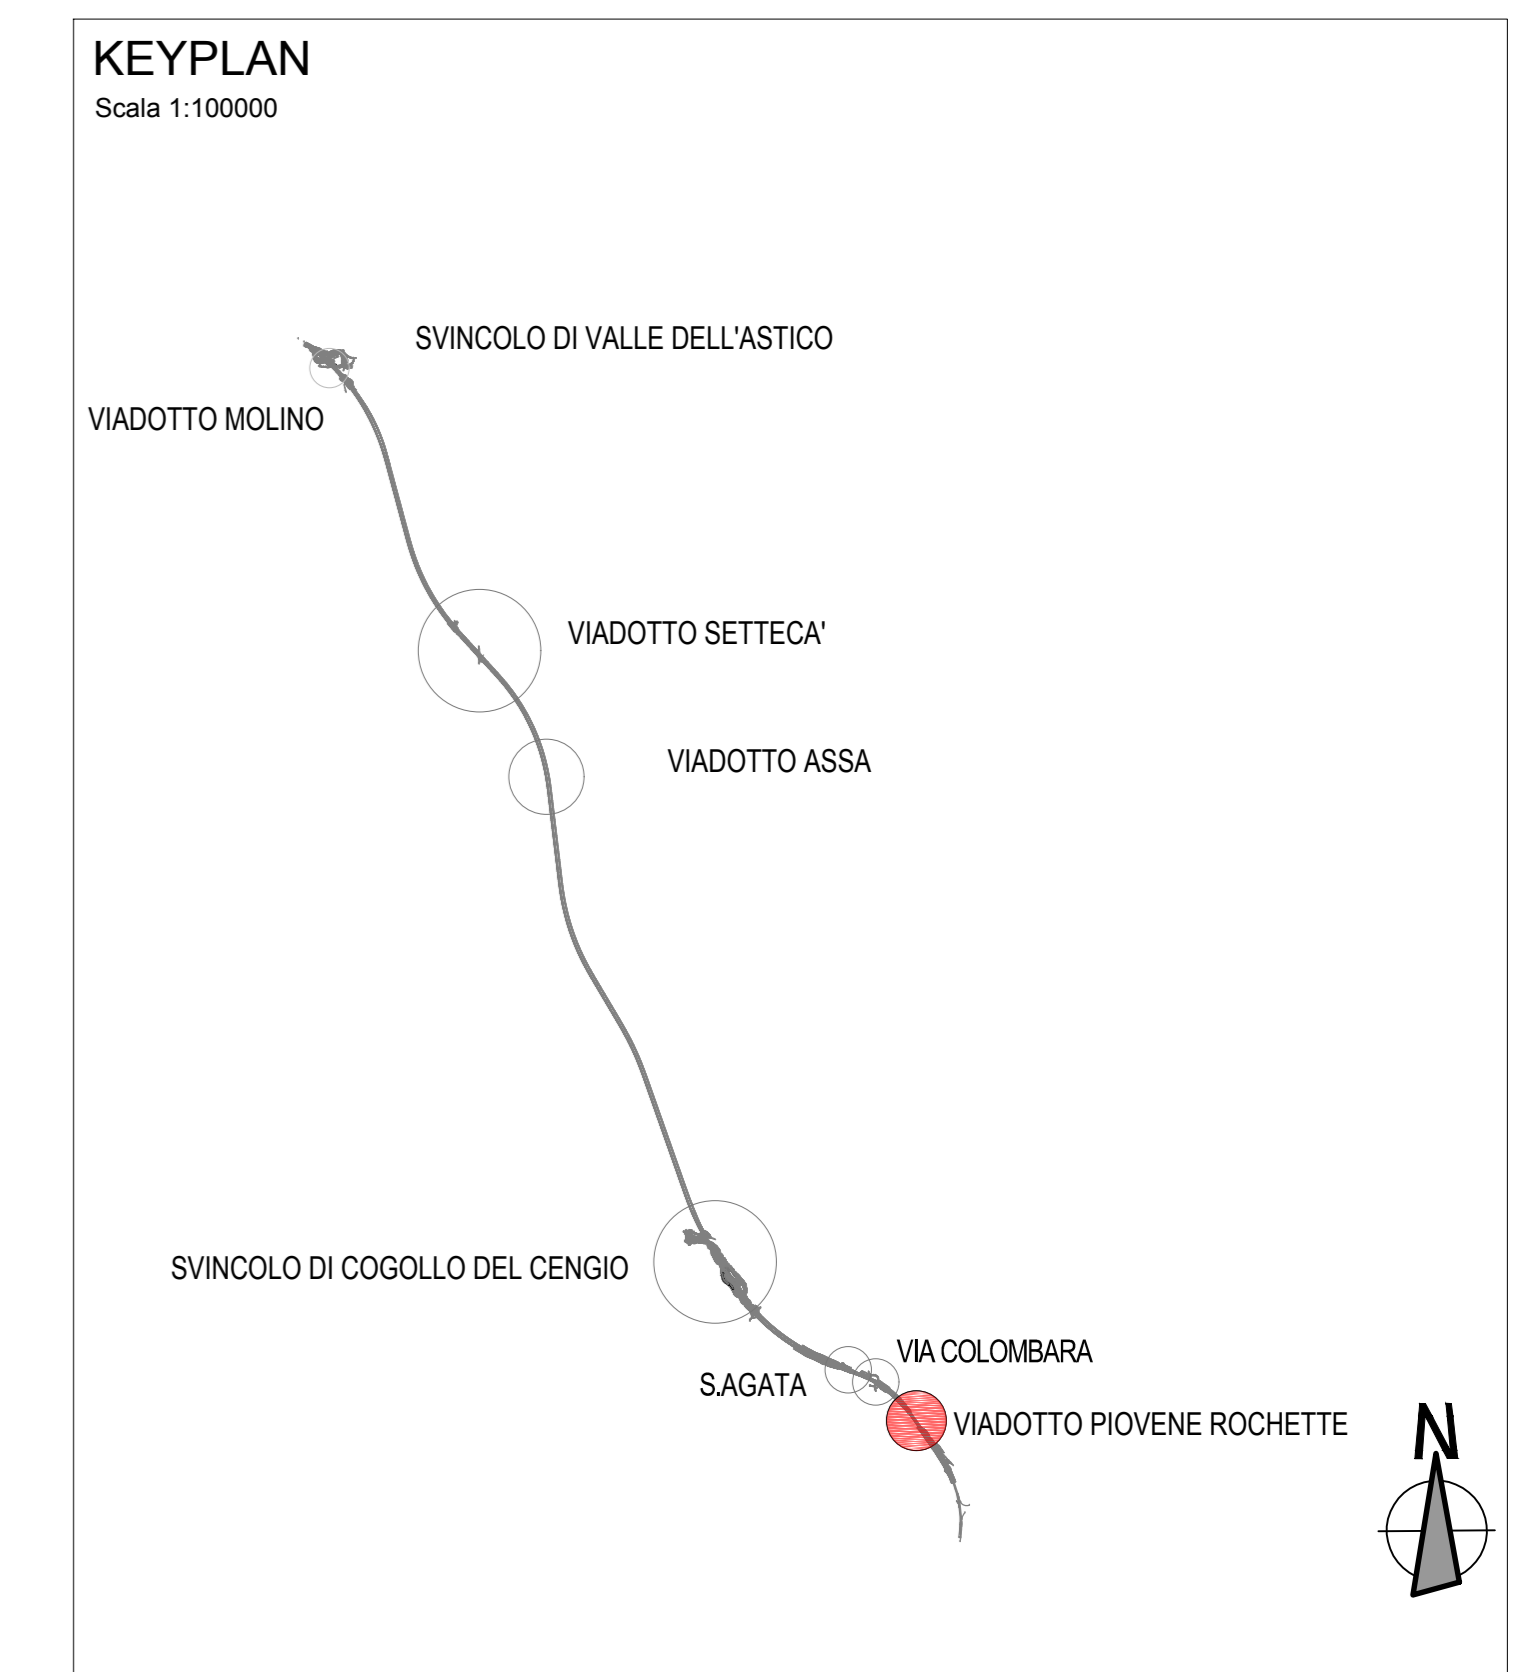 KEYPLAN
Scala 1:100000
SVINCOLO DI VALLE DELL'ASTICO
VIADOTTO MOLINO
VIADOTTO SETTECA'
VIADOTTO ASSA
SVINCOLO DI COGOLLO DEL CENGIO
VIA COLOMBARA
S.AGATA
VIADOTTO PIOVENE ROCHETTE
N